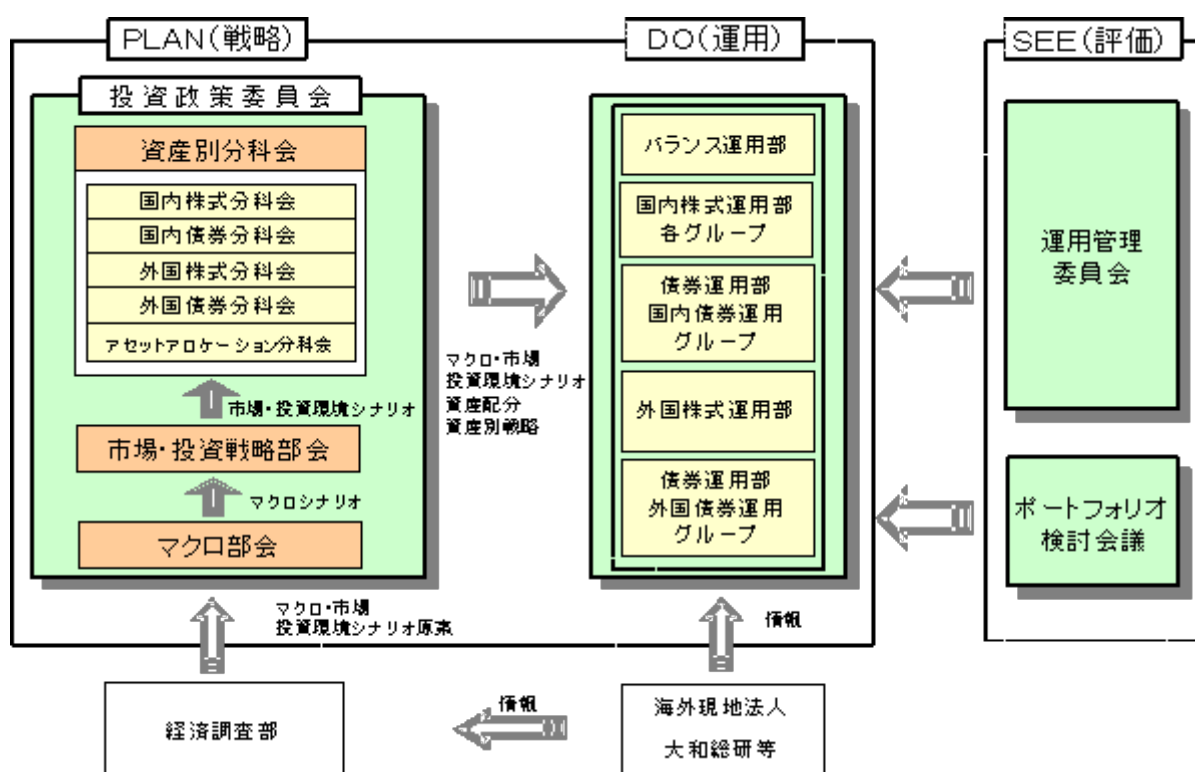 PLAN(戦略)
DO(運用)
SEE(評価)
投資政策委員会
資産別分科会
国内株式分科会
国内債券分科会
外国株式分科会
外国債券分科会
アセットアロケーション分科会
市場・投資環境シナリオ
市場・投資戦略部会
マクロシナリオ
マクロ部会
マクロ・市場
投資環境シナリオ
資産配分
資産別戦略
バランス運用部
国内株式運用部
各グループ
債券運用部
国内債券運用
グループ
外国株式運用部
債券運用部
外国債券運用
グループ
運用管理
委員会
ポートフォリオ
検討会議
マクロ・市場
投資環境シナリオ原案
情報
経済調査部
情報
海外現地法人
大和総研等